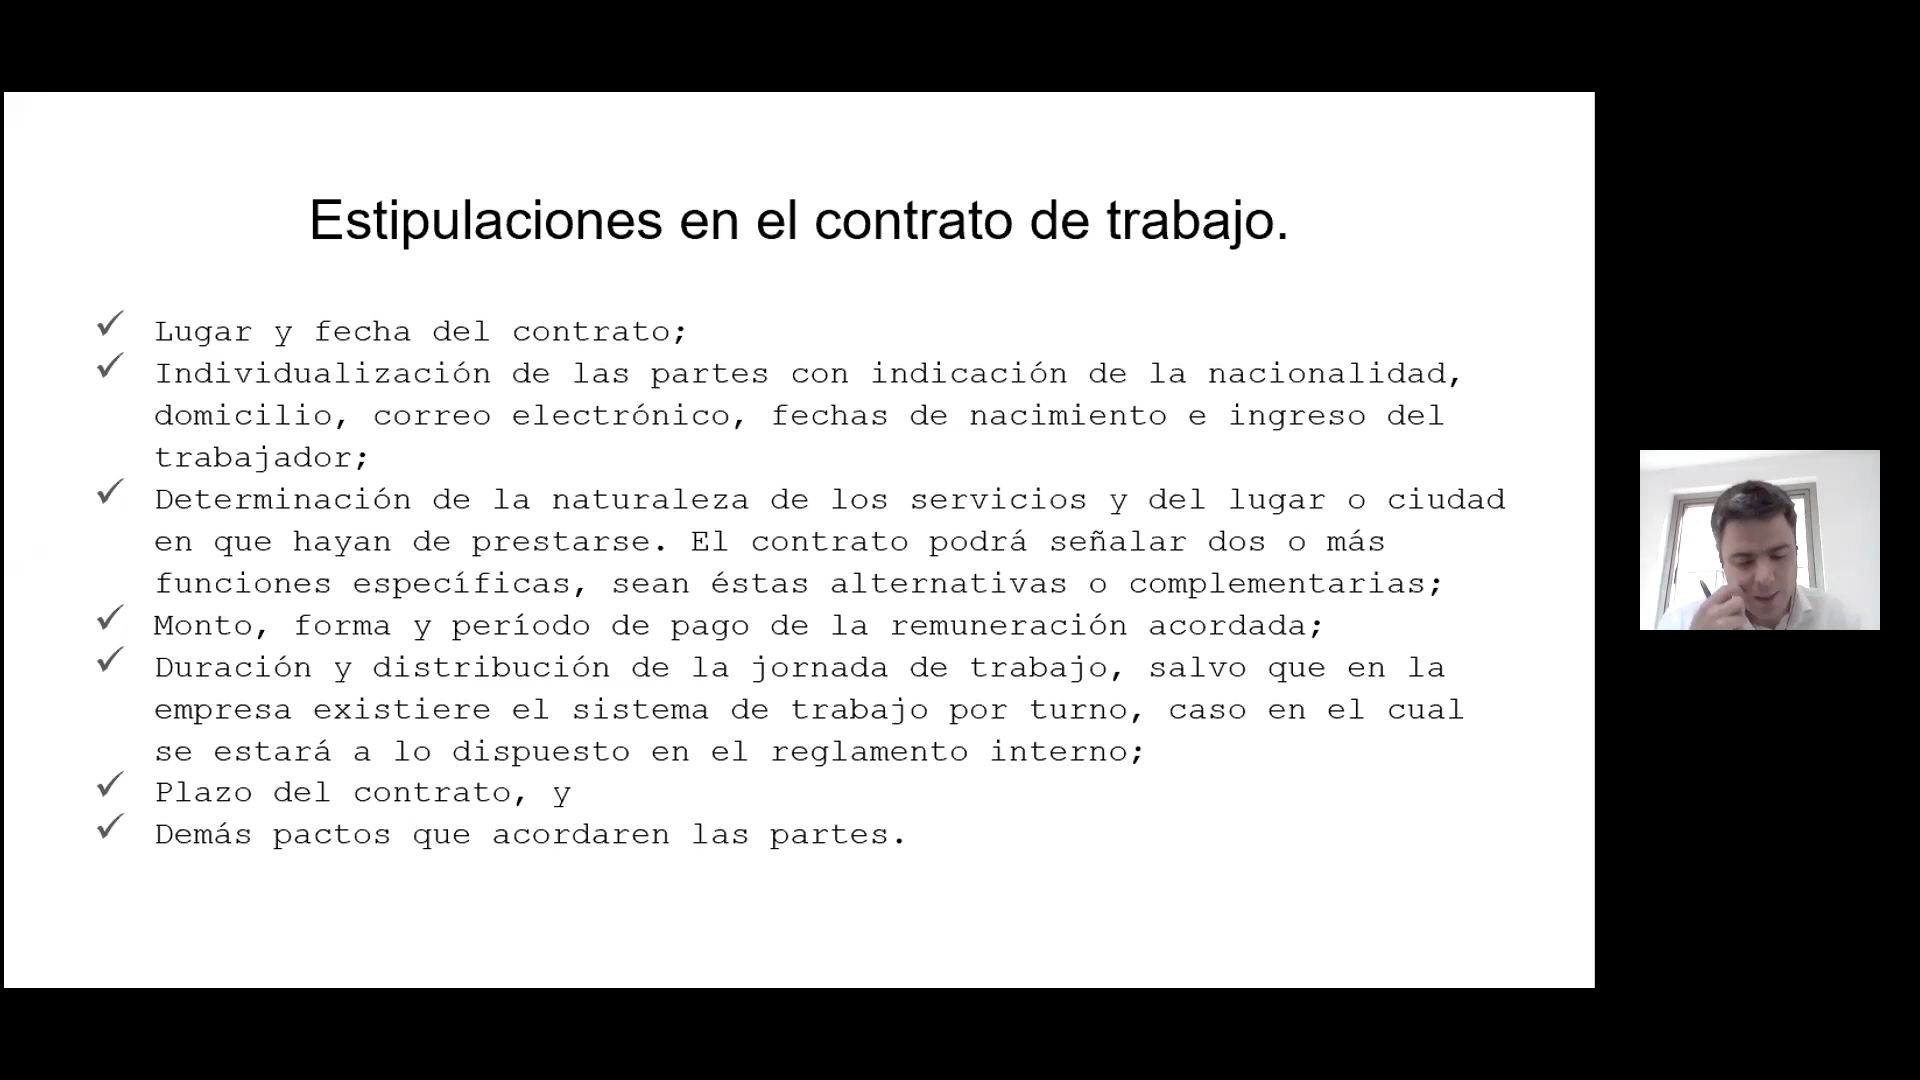 Estipulaciones en el contrato de trabajo.
Lugar y fecha del contrato;
Individualización de las partes con indicación de la nacionalidad,
domicilio, correo electrónico, fechas de nacimiento e ingreso del
trabajador;
Determinación de la naturaleza de los servicios y del lugar o ciudad
en que hayan de prestarse. El contrato podrá señalar dos o más
funciones específicas, sean éstas alternativas o complementarias;
Monto, forma y período de pago de la remuneración acordada;
Duración y distribución de la jornada de trabajo, salvo que en la
empresa existiere el sistema de trabajo por turno, caso en el cual
se estará a lo dispuesto en el reglamento interno;
Plazo del contrato, y
Demás pactos que acordaren las partes.